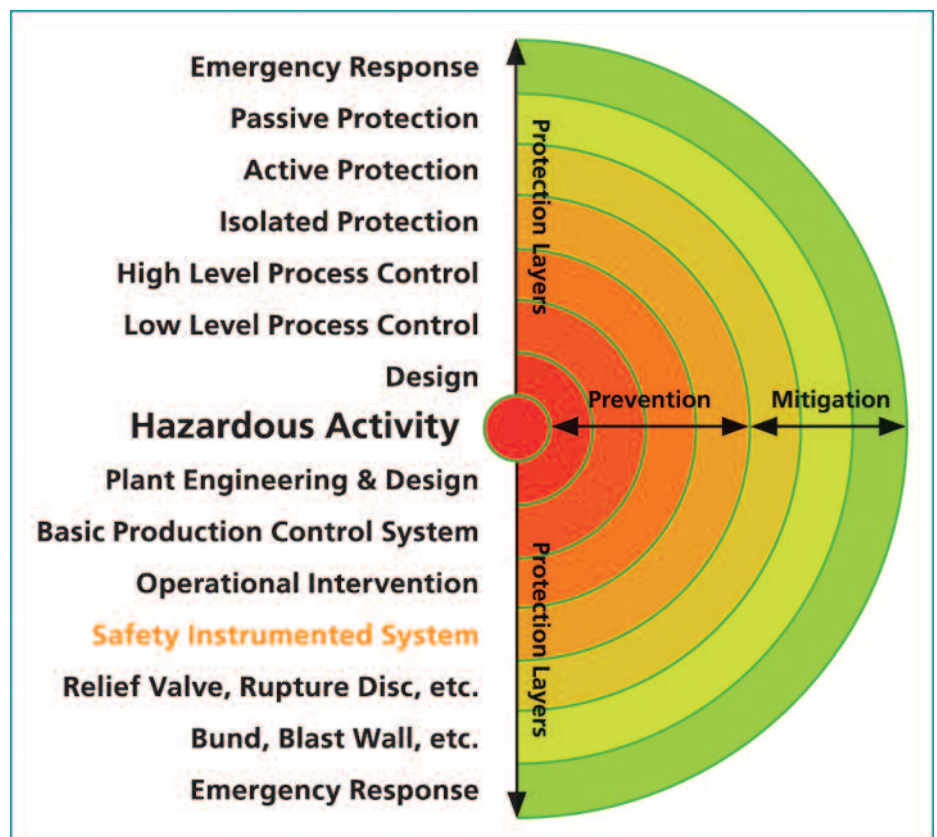 Emergency Response
Passive Protection
Active Protection
Isolated Protection
High Level Process Control
Low Level Process Control
Design
Hazardous Activity
Plant Engineering & Design
Basic Production Control System
Operational Intervention
Safety Instrumented System
Relief Valve, Rupture Disc, etc.
Bund, Blast Wall, etc.
Emergency Response
Protection Layers
Prevention
Mitigation
Protection Layers